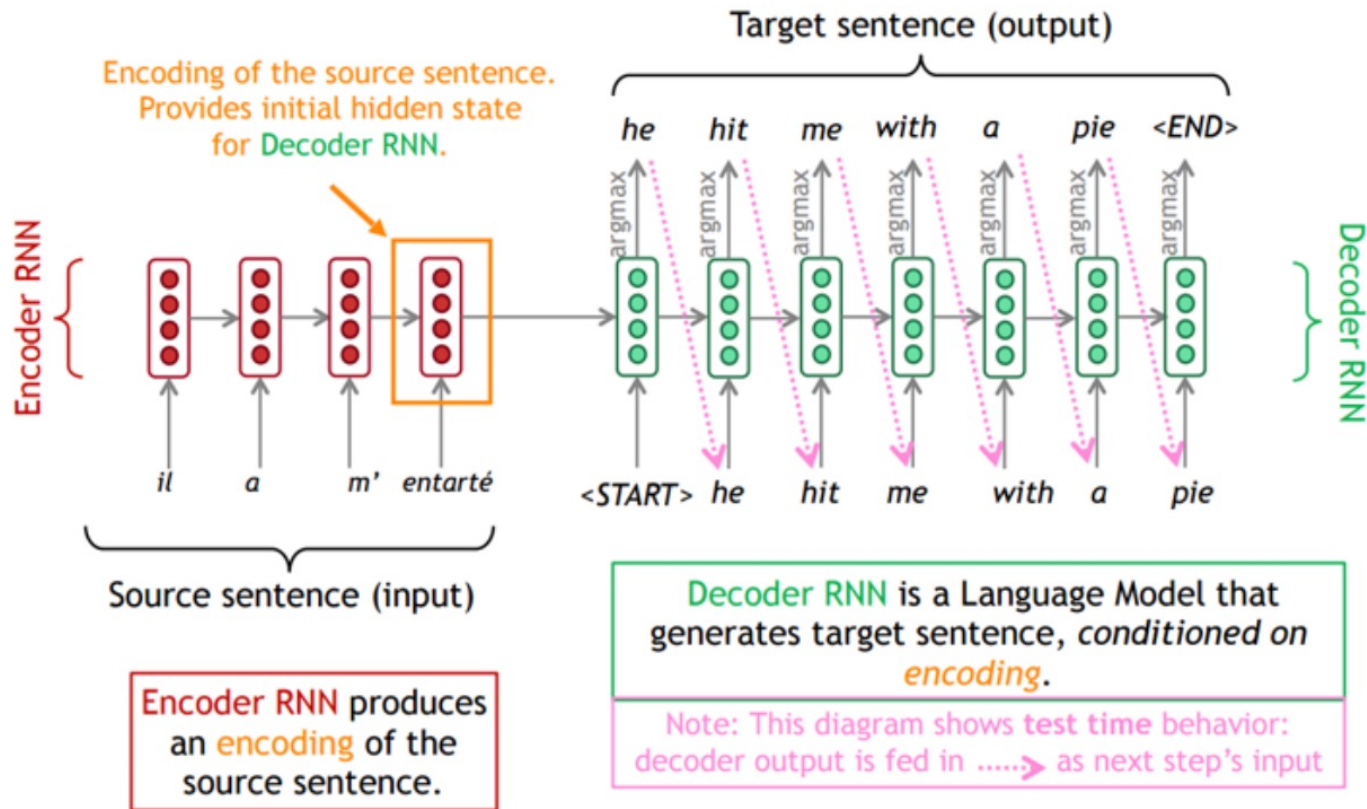 Target sentence (output)
Encoding of the source sentence.
Provides initial hidden state
for Decoder RNN.
he hit me with a pie <END>
argmax argmax argmax argmax argmax argmax argmax
Encoder RNN
Decoder RNN
il a m’ entarté
<START> he hit me with a pie
Source sentence (input)
Encoder RNN produces
an encoding of the
source sentence.
Decoder RNN is a Language Model that
generates target sentence, conditioned on
encoding.
Note: This diagram shows test time behavior:
decoder output is fed in as next step’s input